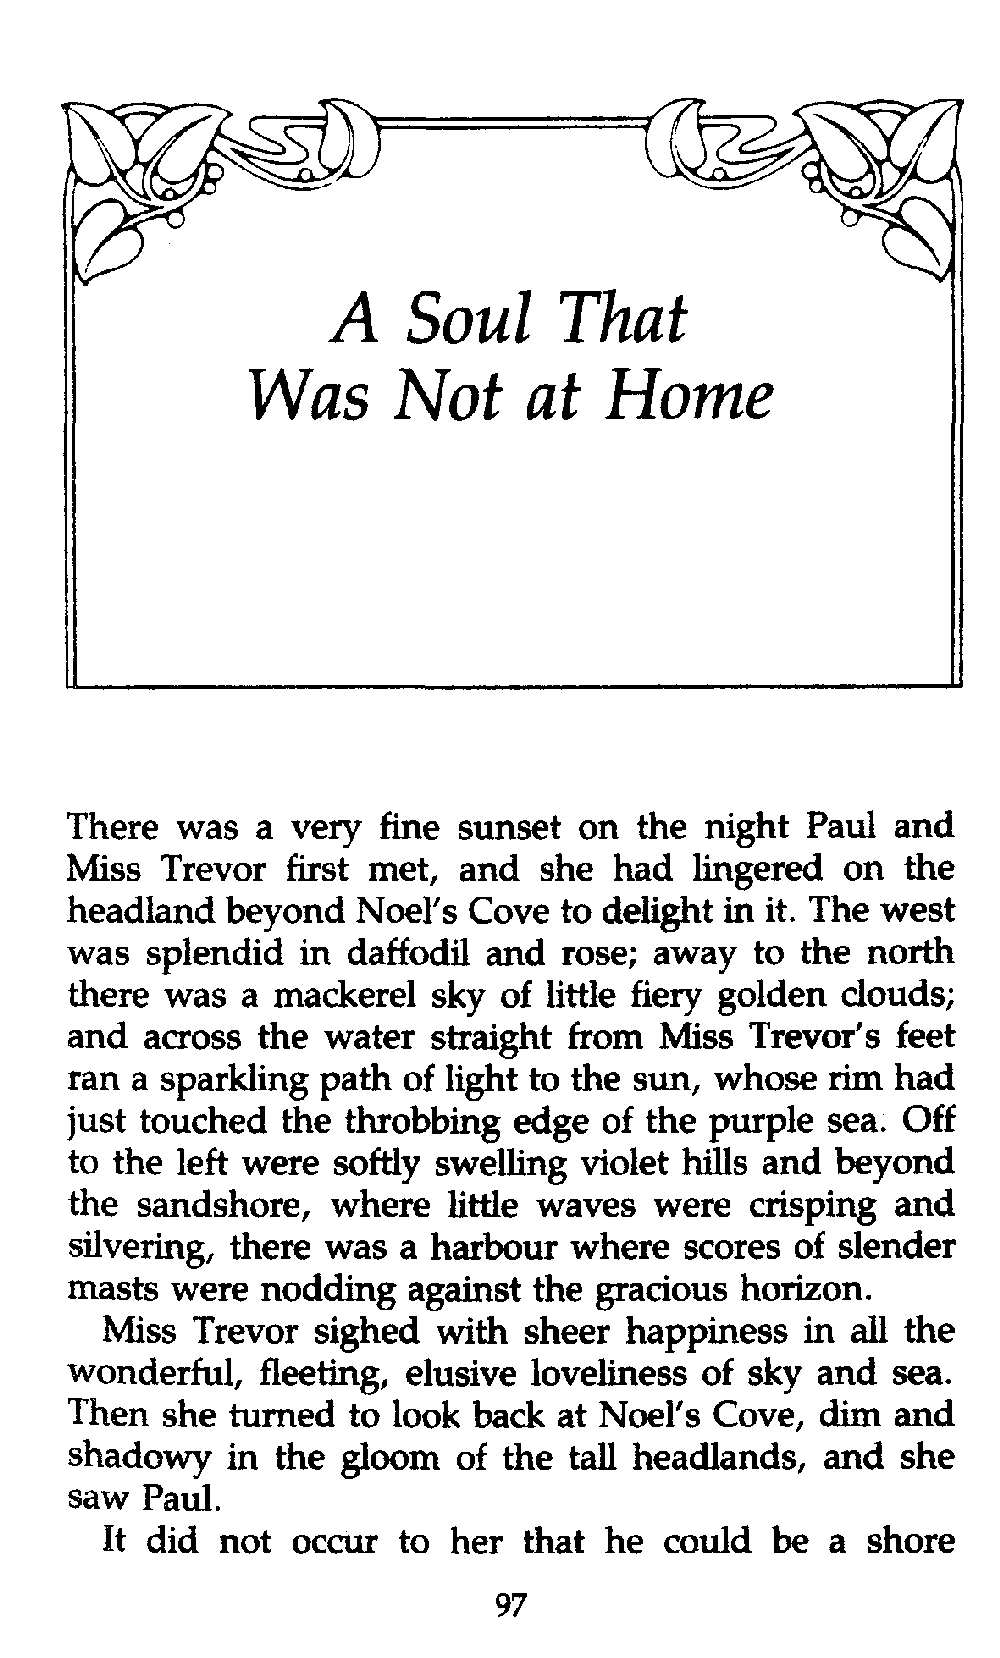 A Soul That
Was Not at Home
There was a very fine sunset on the night Paul and
Miss Trevor first met, and she had lingered on the
headland beyond Noel's Cove to delight in it. The west
was splendid in daffodil and rose; away to the north
there was a mackerel sky of little fiery golden clouds;
and across the water straight from Miss Trevor's feet
ran a sparkling path of light to the sun, whose rim had
just touched the throbbing edge of the purple sea. Off
to the left were softly swelling violet hills and beyond
the sandshore, where little waves were crisping and
silvering, there was a harbour where scores of slender
masts were nodding against the gracious horizon.
Miss Trevor sighed with sheer happiness in all the
wonderful, fleeting, elusive loveliness of sky and sea.
Then she turned to look back at Noel's Cove, dim and
shadowy in the gloom of the tall headlands, and she
saw Paul.
It did not occur to her that he could be a shore
97